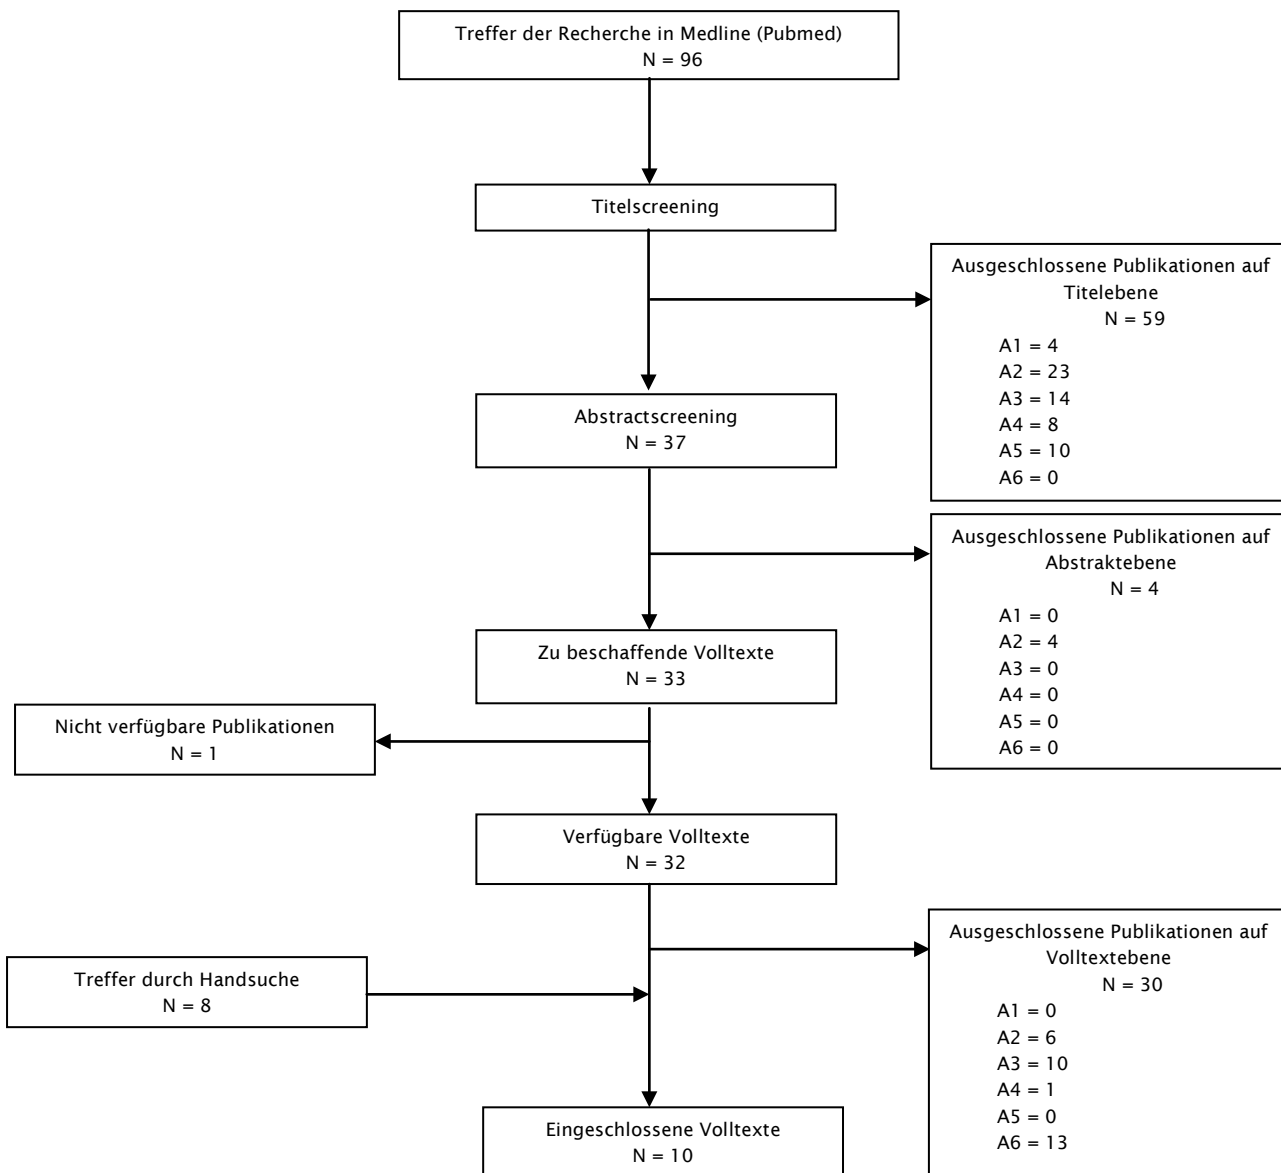 Treffer der Recherche in Medline (Pubmed)
N = 96
Titelscreening
Ausgeschlossene Publikationen auf
Titelebene
N = 59
A1 = 4
A2 = 23
A3 = 14
A4 = 8
A5 = 10
A6 = 0
Abstractscreening
N = 37
Ausgeschlossene Publikationen auf
Abstraktebene
N = 4
A1 = 0
A2 = 4
A3 = 0
A4 = 0
A5 = 0
A6 = 0
Zu beschaffende Volltexte
N = 33
Nicht verfügbare Publikationen
N = 1
Verfügbare Volltexte
N = 32
Ausgeschlossene Publikationen auf
Volltextebene
N = 30
A1 = 0
A2 = 6
A3 = 10
A4 = 1
A5 = 0
A6 = 13
Treffer durch Handsuche
N = 8
Eingeschlossene Volltexte
N = 10